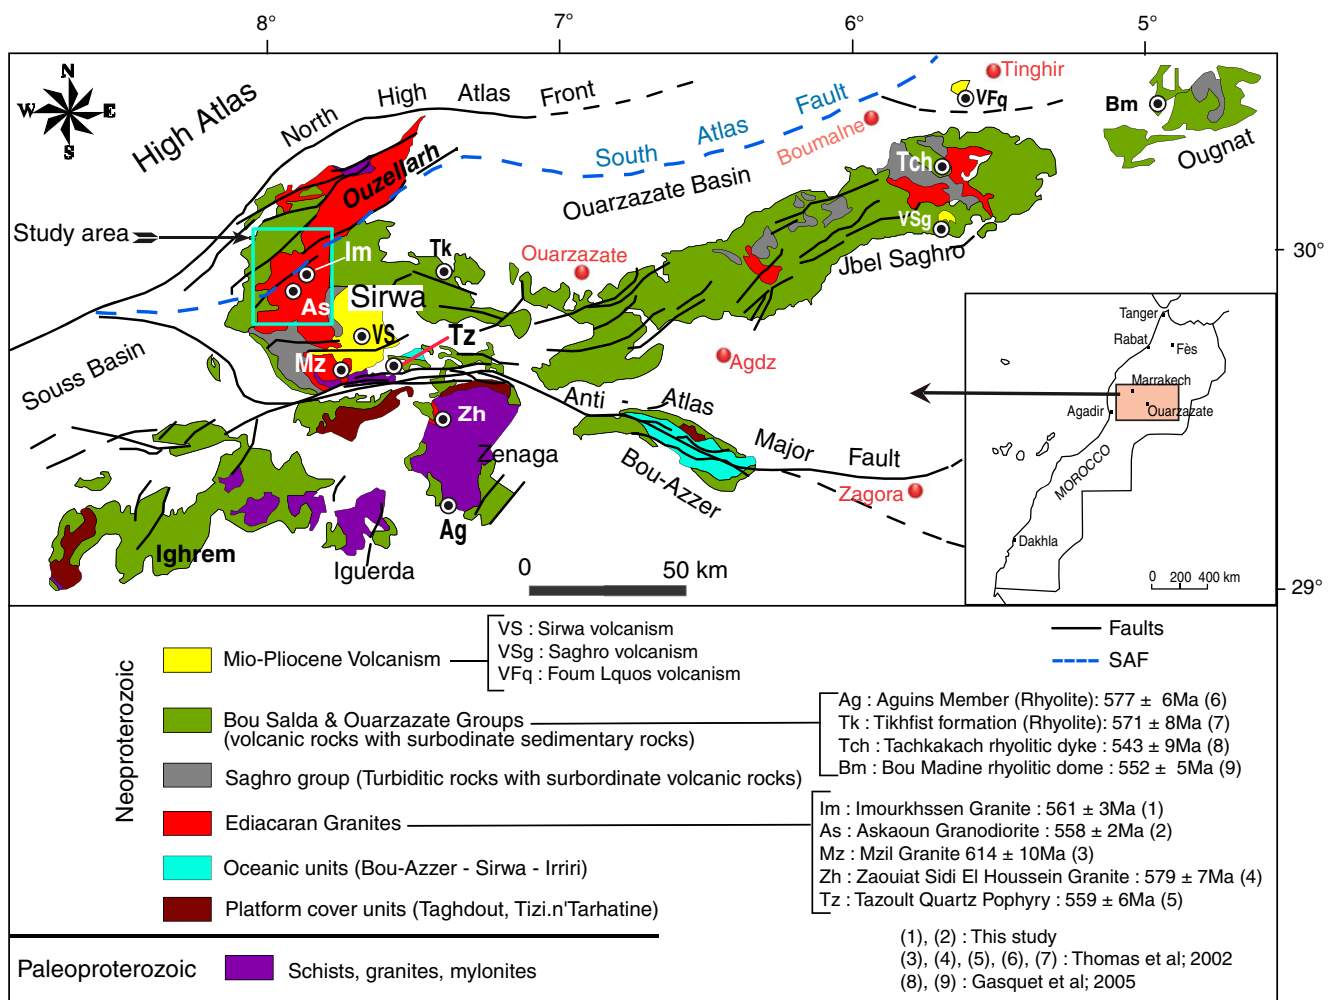 8°
7°
6°
5°
N
W
E
S
High Atlas
North High Atlas Front
South Atlas Fault
Tinghir
VFq
Bm
Ougnat
Boumalne
Ouzellarh
Ouarzazate Basin
Tch
VSg
Jbel Saghro
Study area
Im
Tk
Ouarzazate
30°
As
Sirwa
VS
Tz
Mz
Agdz
Souss Basin
Anti - Atlas Major Fault
Zh
Zenaga
Bou-Azzer
Zagora
Ag
Ighrem
Iguerda
0 50 km
29°
Tanger
Rabat
Fès
Marrakech
Agadir
Ouarzazate
MOROCCO
Dakhla
0 200 400 km
Neoproterozoic
Mio-Pliocene Volcanism
VS : Sirwa volcanism
VSg : Saghro volcanism
VFq : Foum Lquos volcanism
Faults
SAF
Bou Salda & Ouarzazate Groups
(volcanic rocks with surbodinate sedimentary rocks)
Ag : Aguins Member (Rhyolite): 577 ± 6Ma (6)
Tk : Tikhfist formation (Rhyolite): 571 ± 8Ma (7)
Tch : Tachkakach rhyolitic dyke : 543 ± 9Ma (8)
Bm : Bou Madine rhyolitic dome : 552 ± 5Ma (9)
Saghro group (Turbiditic rocks with surbordinate volcanic rocks)
Ediacaran Granites
Im : Imourkhssen Granite : 561 ± 3Ma (1)
As : Askaoun Granodiorite : 558 ± 2Ma (2)
Mz : Mzil Granite 614 ± 10Ma (3)
Zh : Zaouiat Sidi El Houssein Granite : 579 ± 7Ma (4)
Tz : Tazoult Quartz Pophyry : 559 ± 6Ma (5)
Oceanic units (Bou-Azzer - Sirwa - Irriri)
Platform cover units (Taghdout, Tizi.n'Tarhatine)
Paleoproterozoic
Schists, granites, mylonites
(1), (2) : This study
(3), (4), (5), (6), (7) : Thomas et al; 2002
(8), (9) : Gasquet et al; 2005